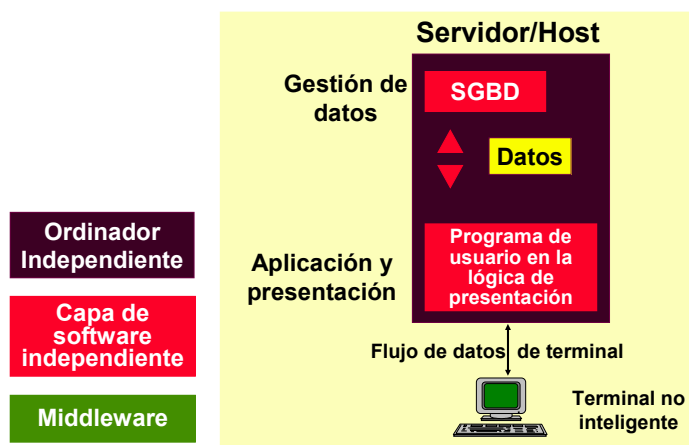 Servidor/Host
Gestión de
datos
SGBD
Datos
Ordinador
Independiente
Aplicación y
presentación
Programa de
usuario en la
lógica de
presentación
Capa de
software
independiente
Flujo de datos de terminal
Middleware
Terminal no
inteligente